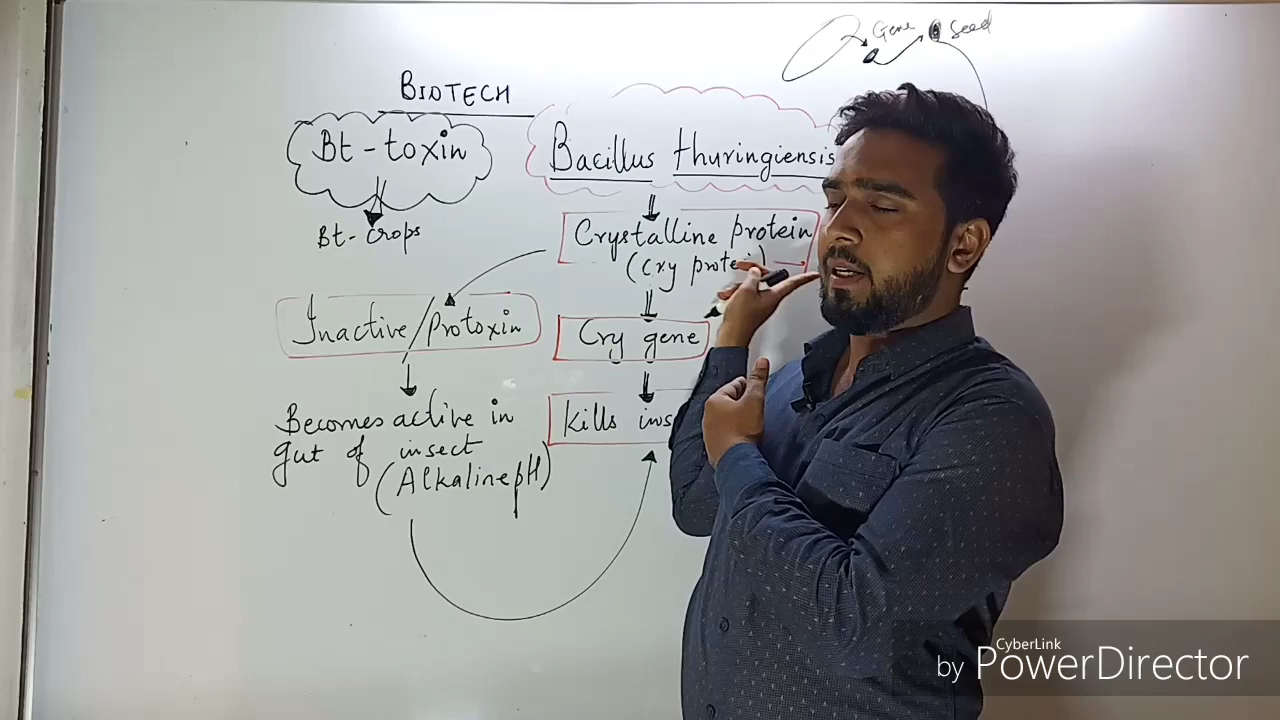 Gene seed
BIOTECH
Bt-toxin
Bacillus thuringiensis
Bt-crops
Crystalline protein
(Cry protein)
Inactive/protoxin
Cry gene
Becomes active in
gut of insect
(Alkaline pH)
Kills ins
CyberLink
by PowerDirector